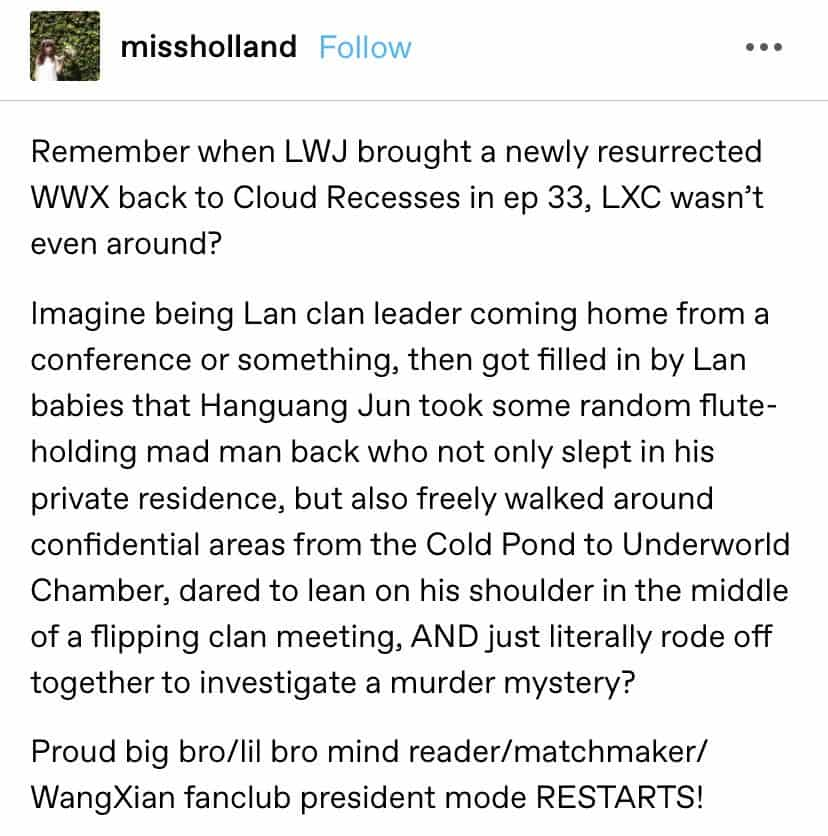 missholland Follow
Remember when LWJ brought a newly resurrected
WWX back to Cloud Recesses in ep 33, LXC wasn’t
even around?
Imagine being Lan clan leader coming home from a
conference or something, then got filled in by Lan
babies that Hanguang Jun took some random flute-
holding mad man back who not only slept in his
private residence, but also freely walked around
confidential areas from the Cold Pond to Underworld
Chamber, dared to lean on his shoulder in the middle
of a flipping clan meeting, AND just literally rode off
together to investigate a murder mystery?
Proud big bro/lil bro mind reader/matchmaker/
WangXian fanclub president mode RESTARTS!